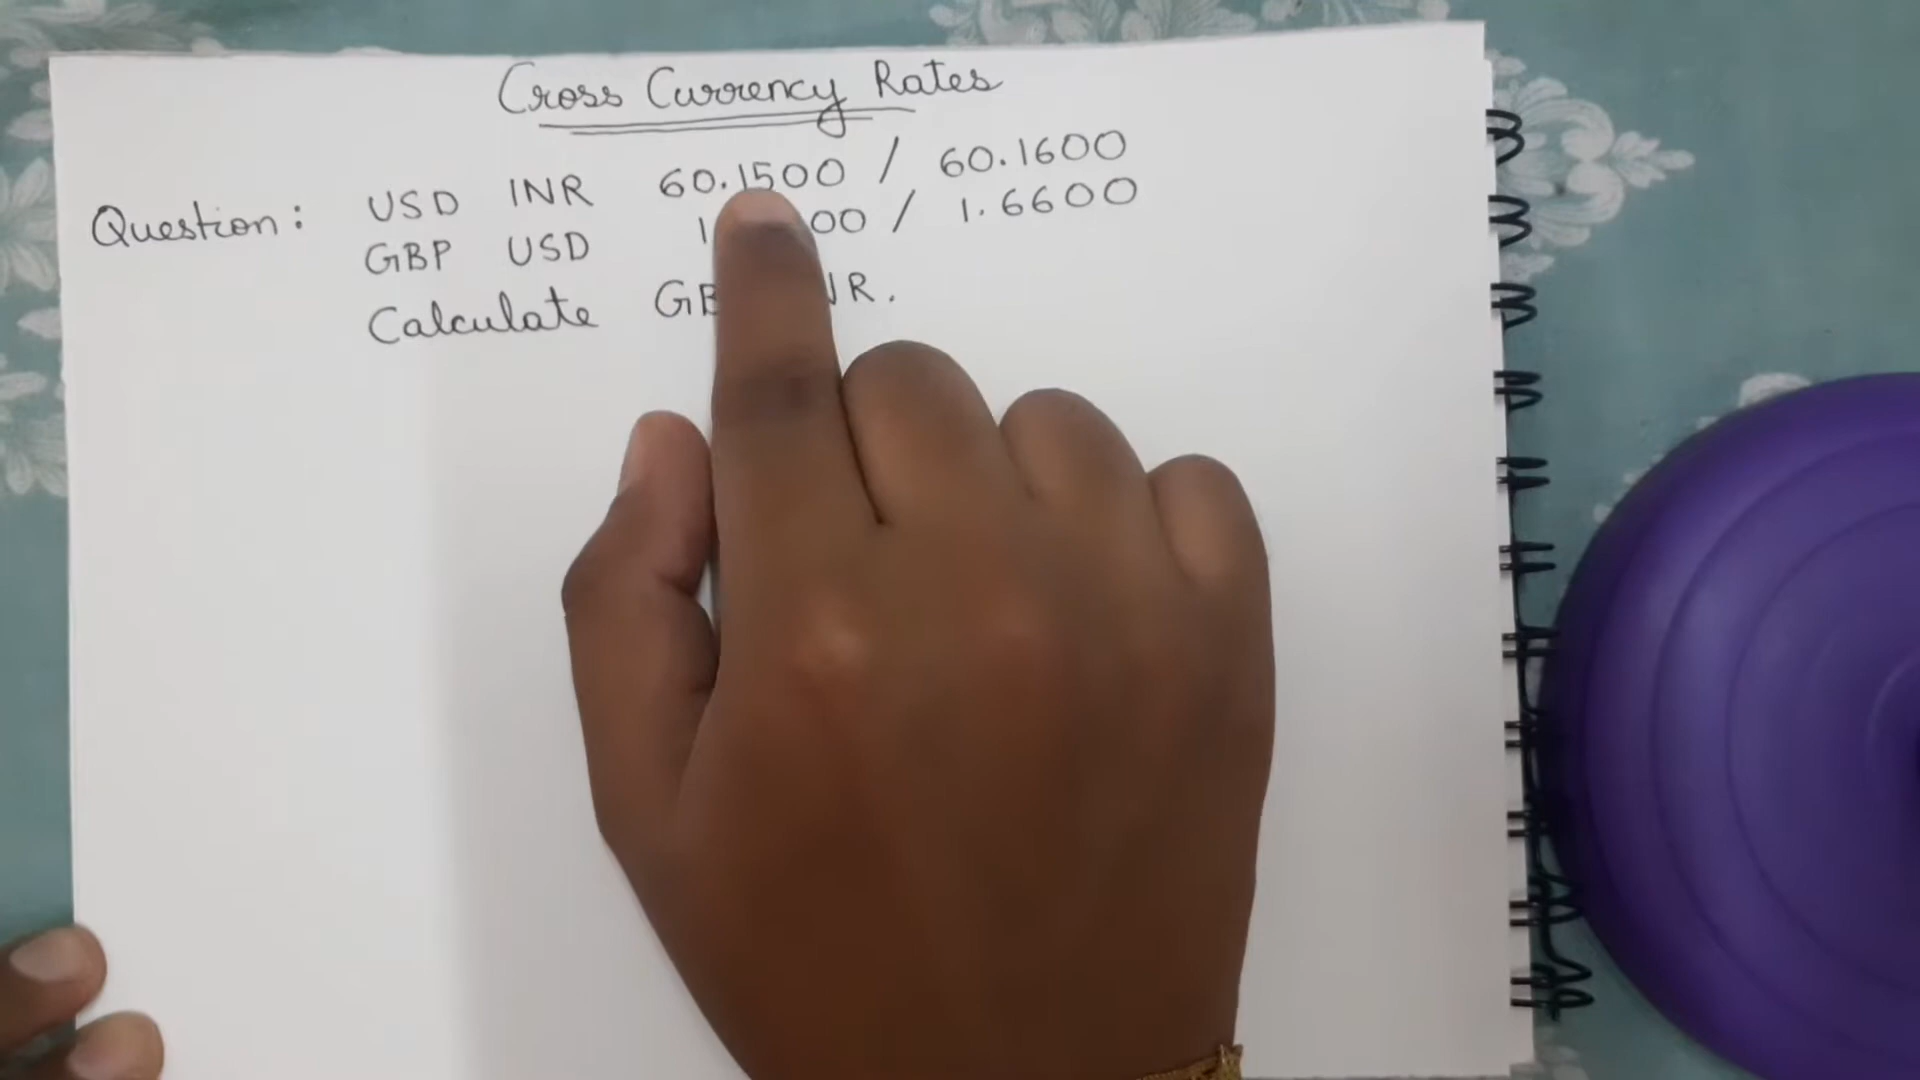 Cross Currency Rates
Question: USD INR 60.1500 / 60.1600
GBP USD / 1.6600
Calculate